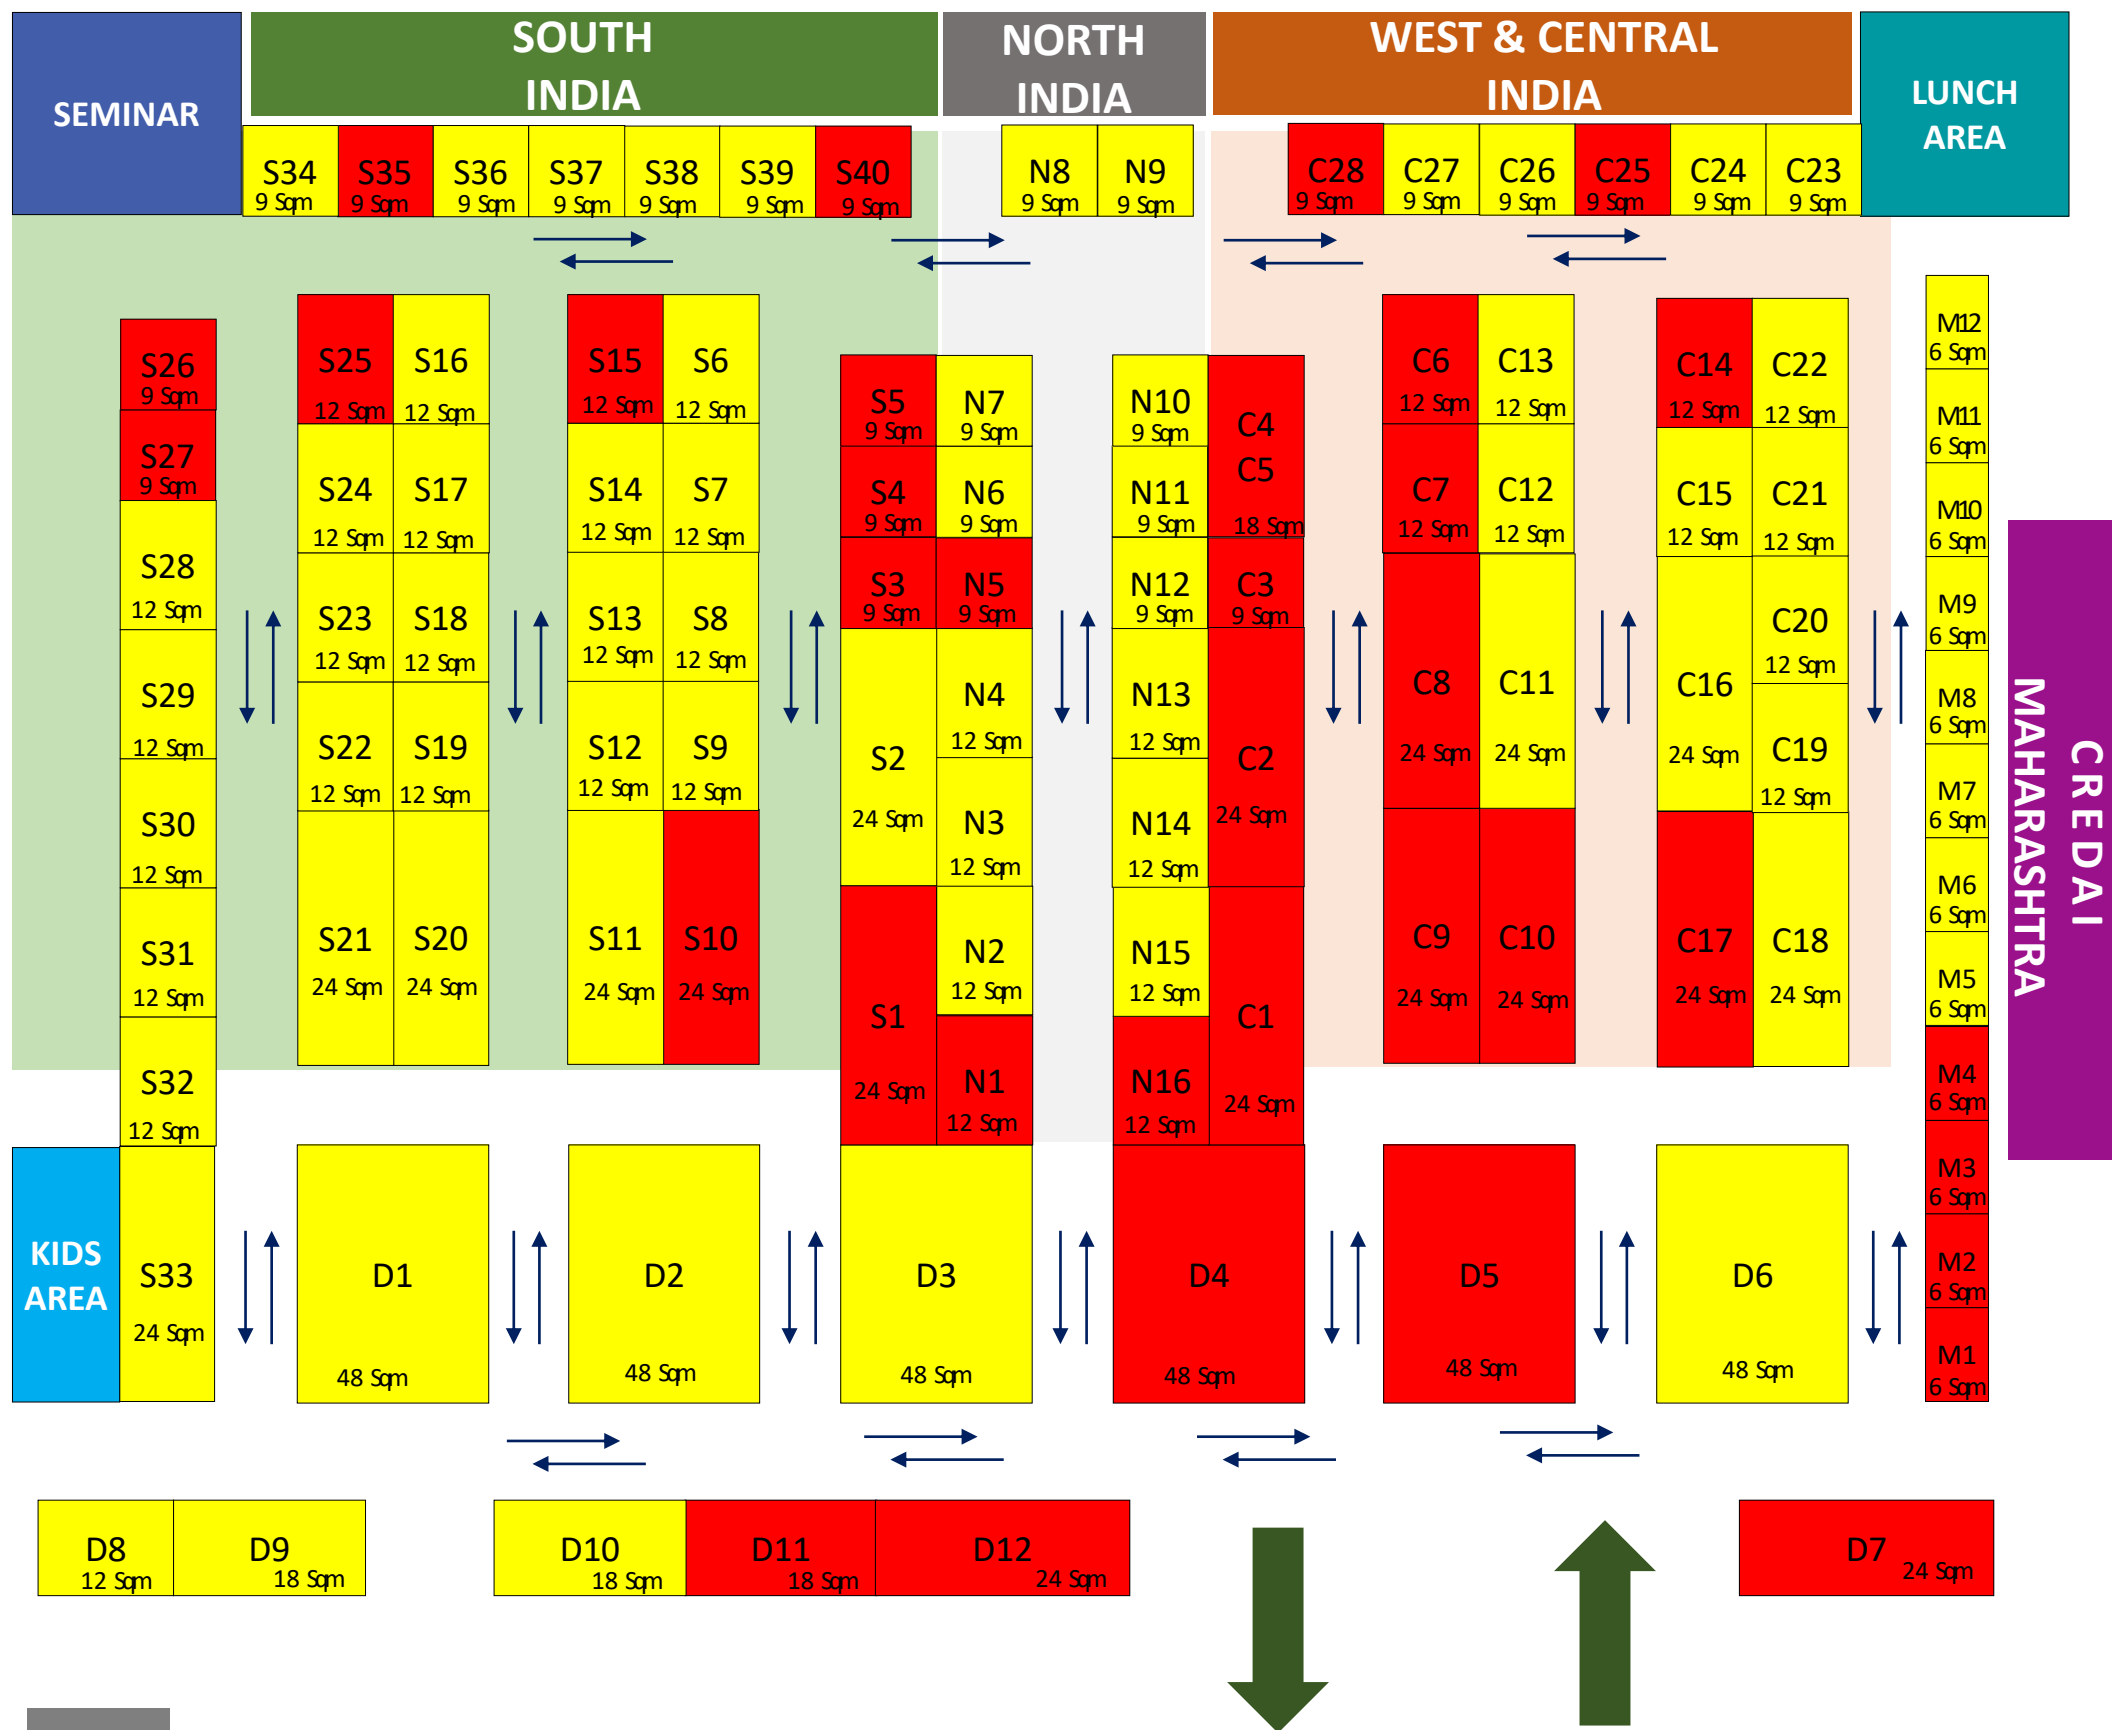 SEMINAR
SOUTH
INDIA
NORTH
INDIA
WEST & CENTRAL
INDIA
LUNCH
AREA
S34
9 Sqm
S35
9 Sqm
S36
9 Sqm
S37
9 Sqm
S38
9 Sqm
S39
9 Sqm
S40
9 Sqm
N8
9 Sqm
N9
9 Sqm
C28
9 Sqm
C27
9 Sqm
C26
9 Sqm
C25
9 Sqm
C24
9 Sqm
C23
9 Sqm
S26
9 Sqm
S27
9 Sqm
S28
12 Sqm
S29
12 Sqm
S30
12 Sqm
S31
12 Sqm
S32
12 Sqm
S33
24 Sqm
KIDS
AREA
S25
12 Sqm
S24
12 Sqm
S23
12 Sqm
S22
12 Sqm
S21
24 Sqm
S16
12 Sqm
S17
12 Sqm
S18
12 Sqm
S19
12 Sqm
S20
24 Sqm
S15
12 Sqm
S14
12 Sqm
S13
12 Sqm
S12
12 Sqm
S11
24 Sqm
S6
12 Sqm
S7
12 Sqm
S8
12 Sqm
S9
12 Sqm
S10
24 Sqm
S5
9 Sqm
S4
9 Sqm
S3
9 Sqm
S2
24 Sqm
S1
24 Sqm
N7
9 Sqm
N6
9 Sqm
N5
9 Sqm
N4
12 Sqm
N3
12 Sqm
N2
12 Sqm
N1
12 Sqm
N10
9 Sqm
N11
9 Sqm
N12
9 Sqm
N13
12 Sqm
N14
12 Sqm
N15
12 Sqm
N16
12 Sqm
C4
C5
18 Sqm
C3
9 Sqm
C2
24 Sqm
C1
24 Sqm
C6
12 Sqm
C7
12 Sqm
C8
24 Sqm
C9
24 Sqm
C13
12 Sqm
C12
12 Sqm
C11
24 Sqm
C10
24 Sqm
C14
12 Sqm
C15
12 Sqm
C16
24 Sqm
C17
24 Sqm
C22
12 Sqm
C21
12 Sqm
C20
12 Sqm
C19
12 Sqm
C18
24 Sqm
M12
6 Sqm
M11
6 Sqm
M10
6 Sqm
M9
6 Sqm
M8
6 Sqm
M7
6 Sqm
M6
6 Sqm
M5
6 Sqm
M4
6 Sqm
M3
6 Sqm
M2
6 Sqm
M1
6 Sqm
CREDAI
MAHARASHTRA
D1
48 Sqm
D2
48 Sqm
D3
48 Sqm
D4
48 Sqm
D5
48 Sqm
D6
48 Sqm
D8
12 Sqm
D9
18 Sqm
D10
18 Sqm
D11
18 Sqm
D12
24 Sqm
D7
24 Sqm